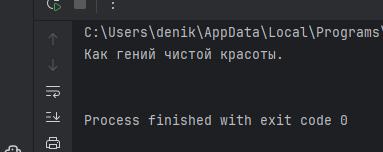 C:\Users\denik\AppData\Local\Programs\
Как гений чистой красоты.
Process finished with exit code 0